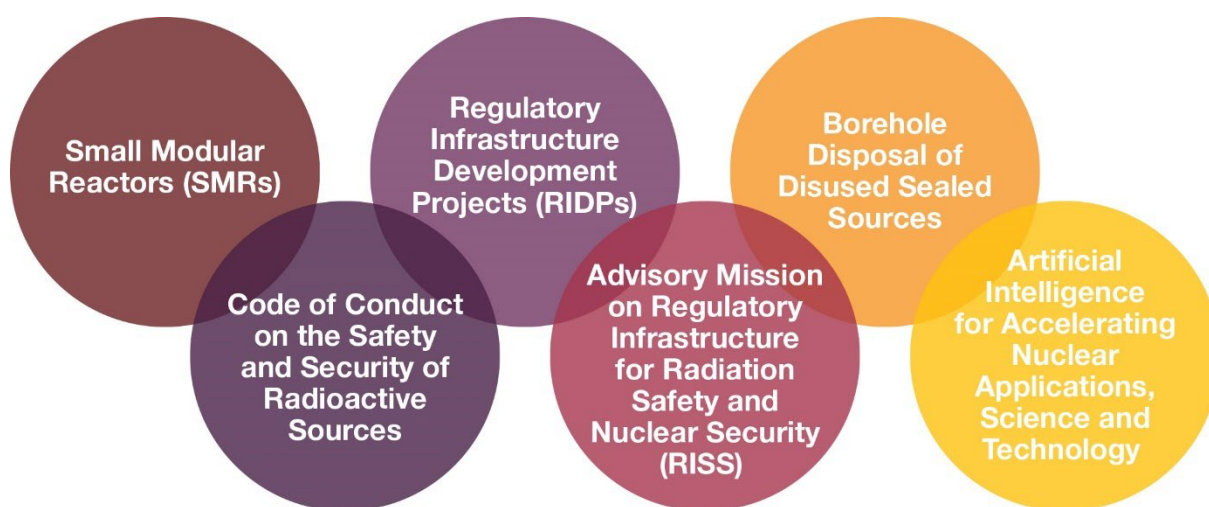 Small Modular
Reactors (SMRs)
Code of Conduct
on the Safety
and Security of
Radioactive
Sources
Regulatory
Infrastructure
Development
Projects (RIDPs)
Advisory Mission
on Regulatory
Infrastructure
for Radiation
Safety and
Nuclear Security
(RISS)
Borehole
Disposal of
Disused Sealed
Sources
Artificial
Intelligence
for Accelerating
Nuclear
Applications,
Science and
Technology